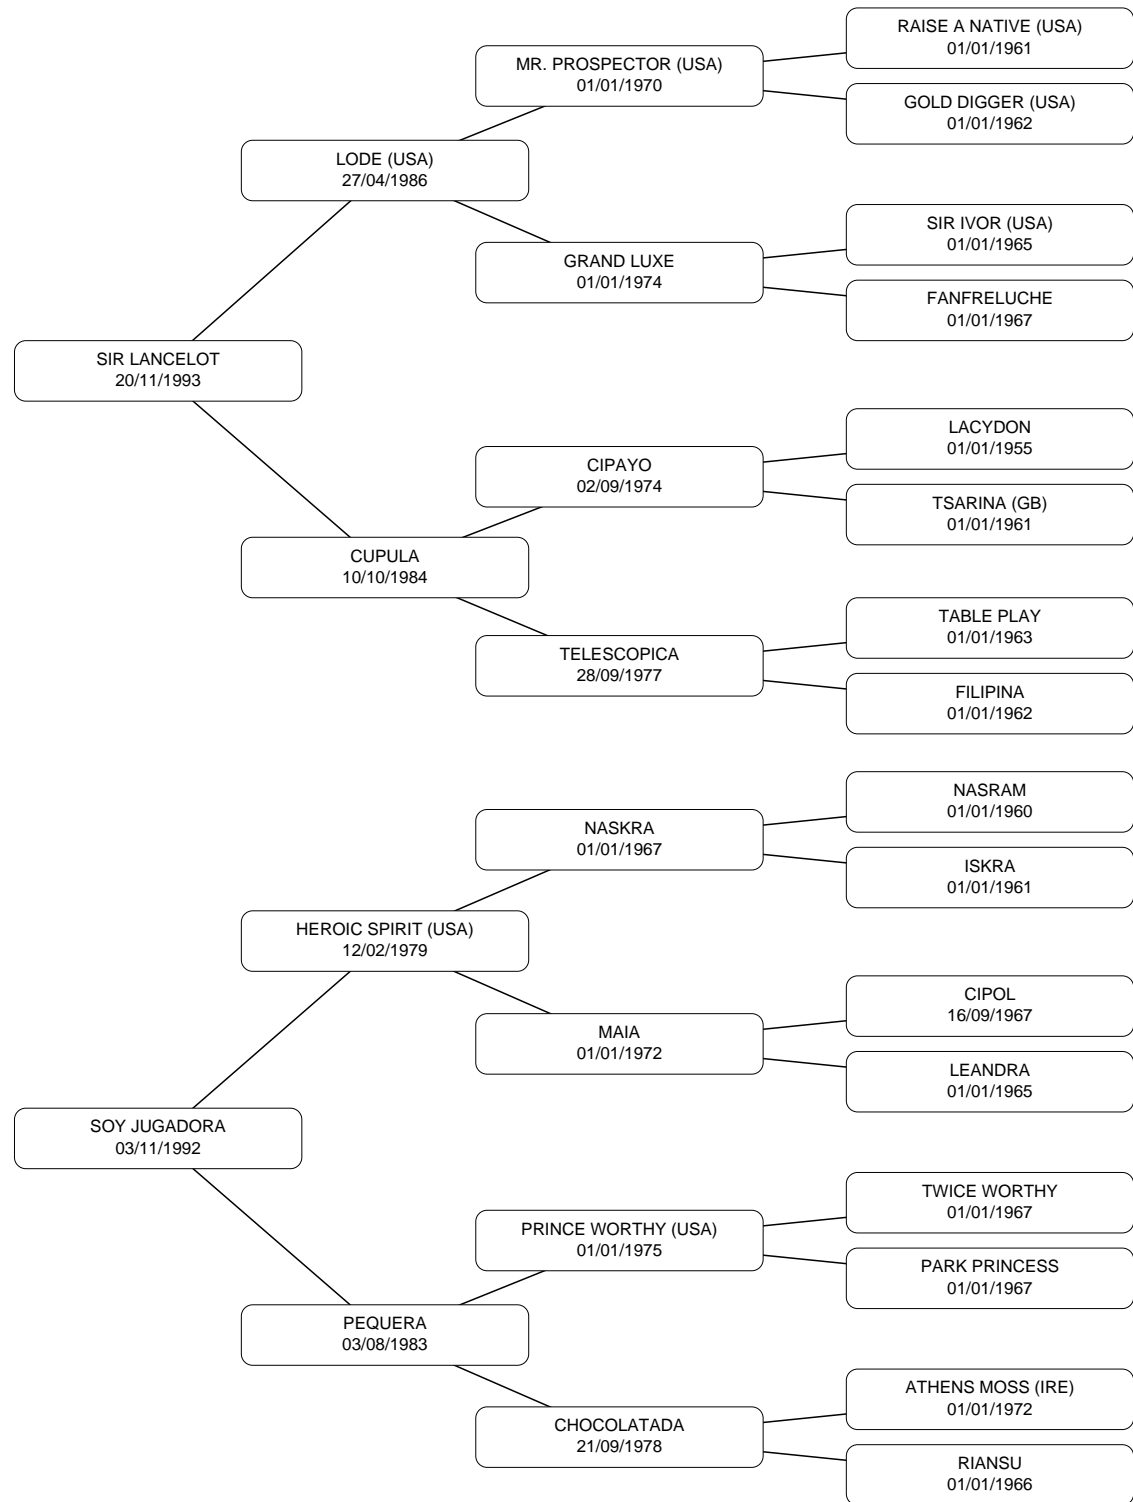 RAISE A NATIVE (USA)
01/01/1961
MR. PROSPECTOR (USA)
01/01/1970
GOLD DIGGER (USA)
01/01/1962
LODE (USA)
27/04/1986
SIR IVOR (USA)
01/01/1965
GRAND LUXE
01/01/1974
FANFRELUCHE
01/01/1967
SIR LANCELOT
20/11/1993
LACYDON
01/01/1955
CIPAYO
02/09/1974
TSARINA (GB)
01/01/1961
CUPULA
10/10/1984
TABLE PLAY
01/01/1963
TELESCOPICA
28/09/1977
FILIPINA
01/01/1962
NASRAM
01/01/1960
NASKRA
01/01/1967
ISKRA
01/01/1961
HEROIC SPIRIT (USA)
12/02/1979
CIPOL
16/09/1967
MAIA
01/01/1972
LEANDRA
01/01/1965
SOY JUGADORA
03/11/1992
TWICE WORTHY
01/01/1967
PRINCE WORTHY (USA)
01/01/1975
PARK PRINCESS
01/01/1967
PEQUERA
03/08/1983
ATHENS MOSS (IRE)
01/01/1972
CHOCOLATADA
21/09/1978
RIANSU
01/01/1966